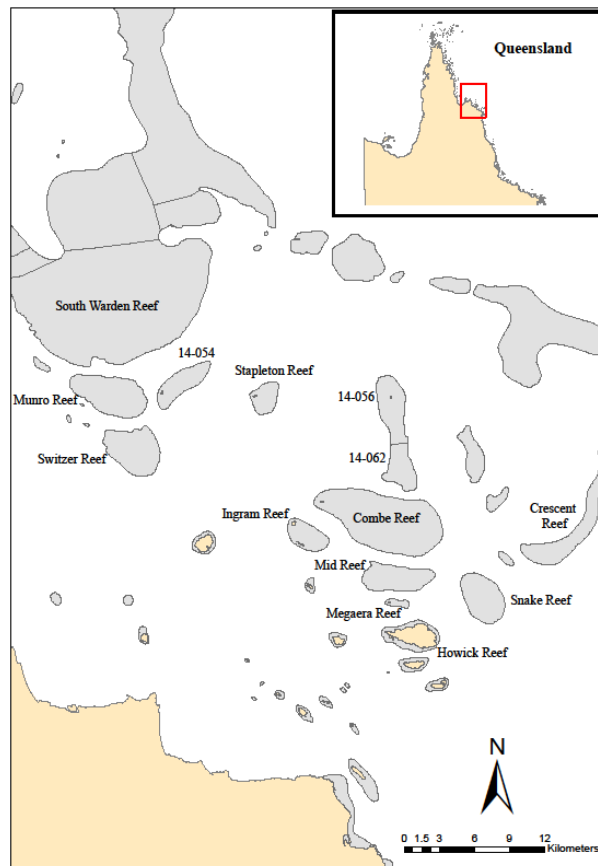 Queensland
South Warden Reef
14-054
Stapleton Reef
Munro Reef
14-056
Switzer Reef
14-062
Ingram Reef
Combe Reef
Crescent
Reef
Mid Reef
Snake Reef
Megaera Reef
Howick Reef
N
0 1.5 3 6 9 12
Kilometers